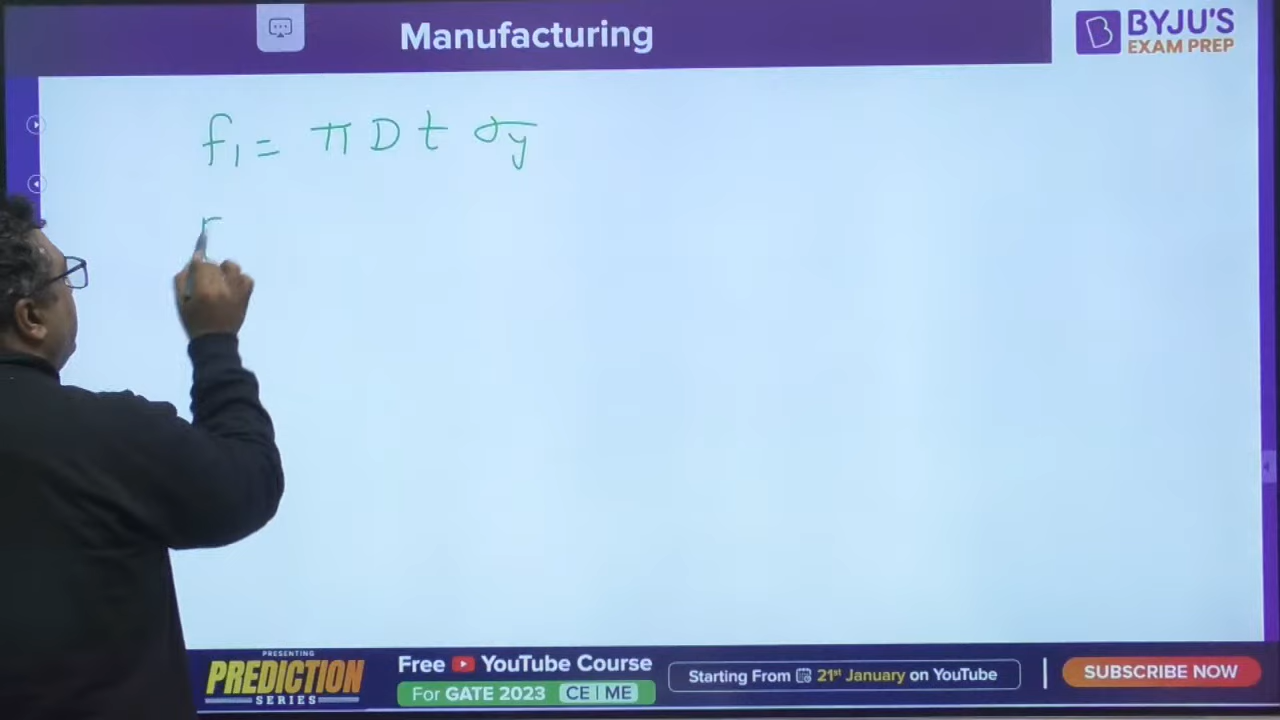 Manufacturing
BYJU'S
EXAM PREP
f₁ = π D t σy
PRESENTING
PREDICTION
SERIES
Free YouTube Course
For GATE 2023 CE | ME
Starting From 21st January on YouTube
SUBSCRIBE NOW